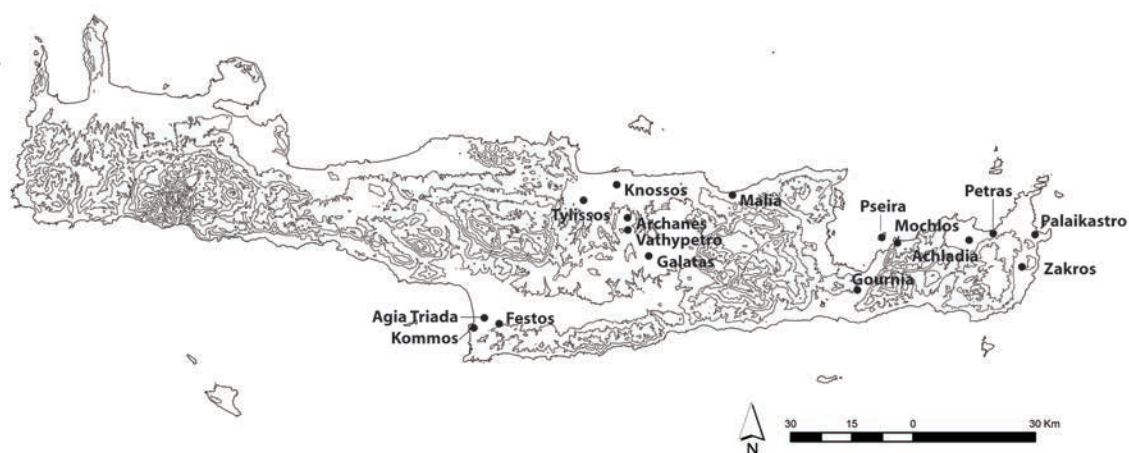 Knossos
Tylissos
Archanes
Vathypetro
Galatas
Malia
Pseira
Mochlos
Petras
Palaikastro
Achladia
Zakros
Gournia
Agia Triada
Festos
Kommos
N
30 15 0 30 Km